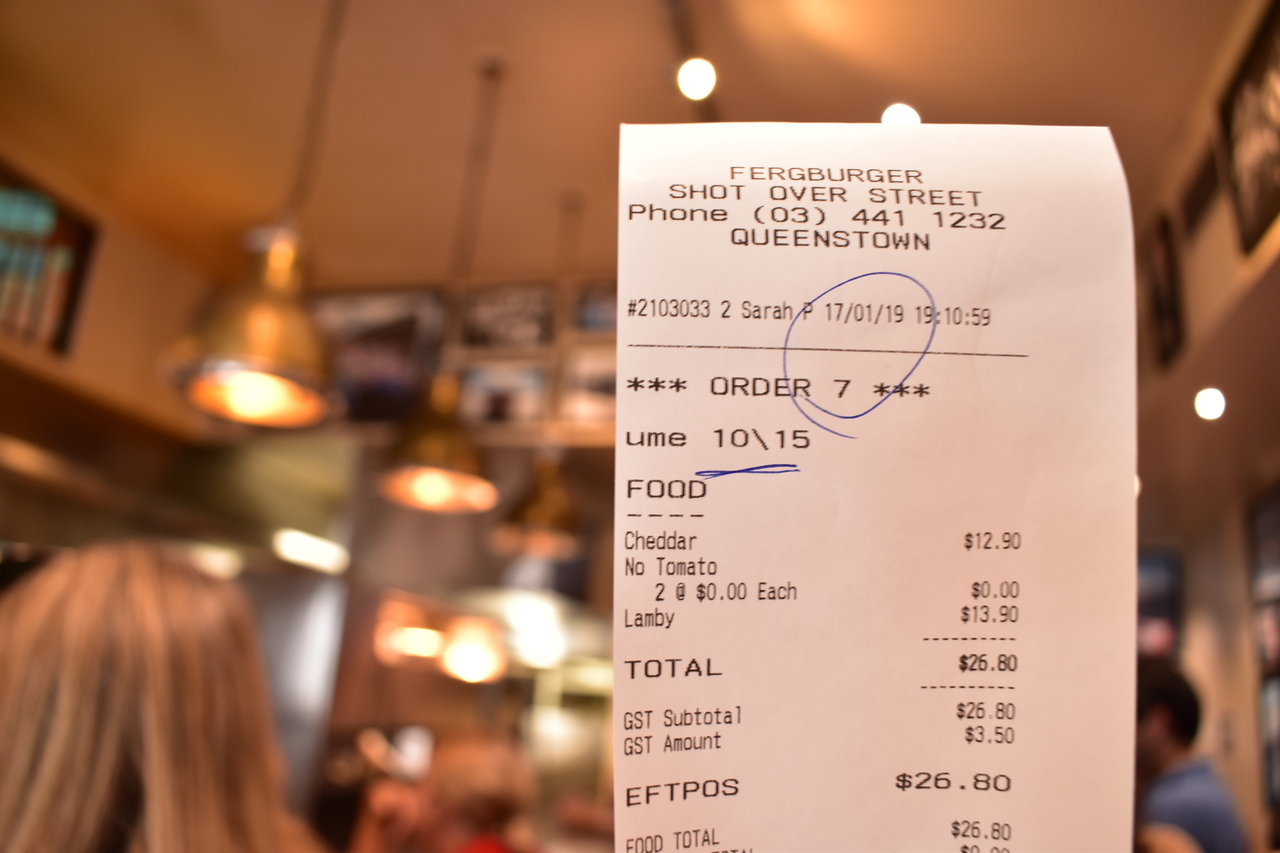 FERGBURGER
SHOT OVER STREET
Phone (03) 441 1232
QUEENSTOWN
#2103033 2 Sarah P 17/01/19 19:10:59
*** ORDER 7 ***
ume 10\15
FOOD
----
Cheddar $12.90
No Tomato
2 @ $0.00 Each $0.00
Lamby $13.90
----------
TOTAL $26.80
----------
GST Subtotal $26.80
GST Amount $3.50
EFTPOS $26.80
FOOD TOTAL $26.80